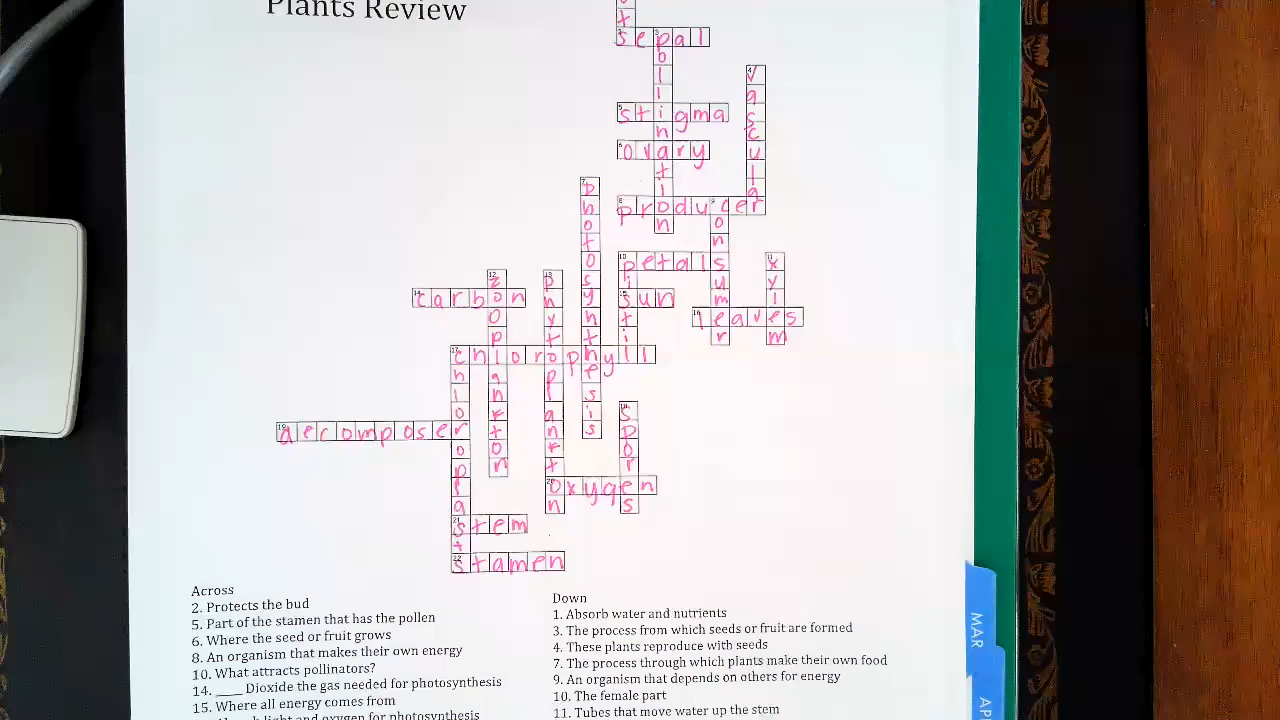 Plants Review
sepal
pollination
vascular
stigma
ovary
photosynthesis
producer
consumer
petals
pistil
xylem
zooplankton
phytoplankton
carbon
sun
leaves
chlorophyll
chloroplasts
spores
decomposer
oxygen
stem
stamen
Across
2. Protects the bud
5. Part of the stamen that has the pollen
6. Where the seed or fruit grows
8. An organism that makes their own energy
10. What attracts pollinators?
14. ____ Dioxide the gas needed for photosynthesis
15. Where all energy comes from
light and oxygen for photosynthesis
Down
1. Absorb water and nutrients
3. The process from which seeds or fruit are formed
4. These plants reproduce with seeds
7. The process through which plants make their own food
9. An organism that depends on others for energy
10. The female part
11. Tubes that move water up the stem
MAR